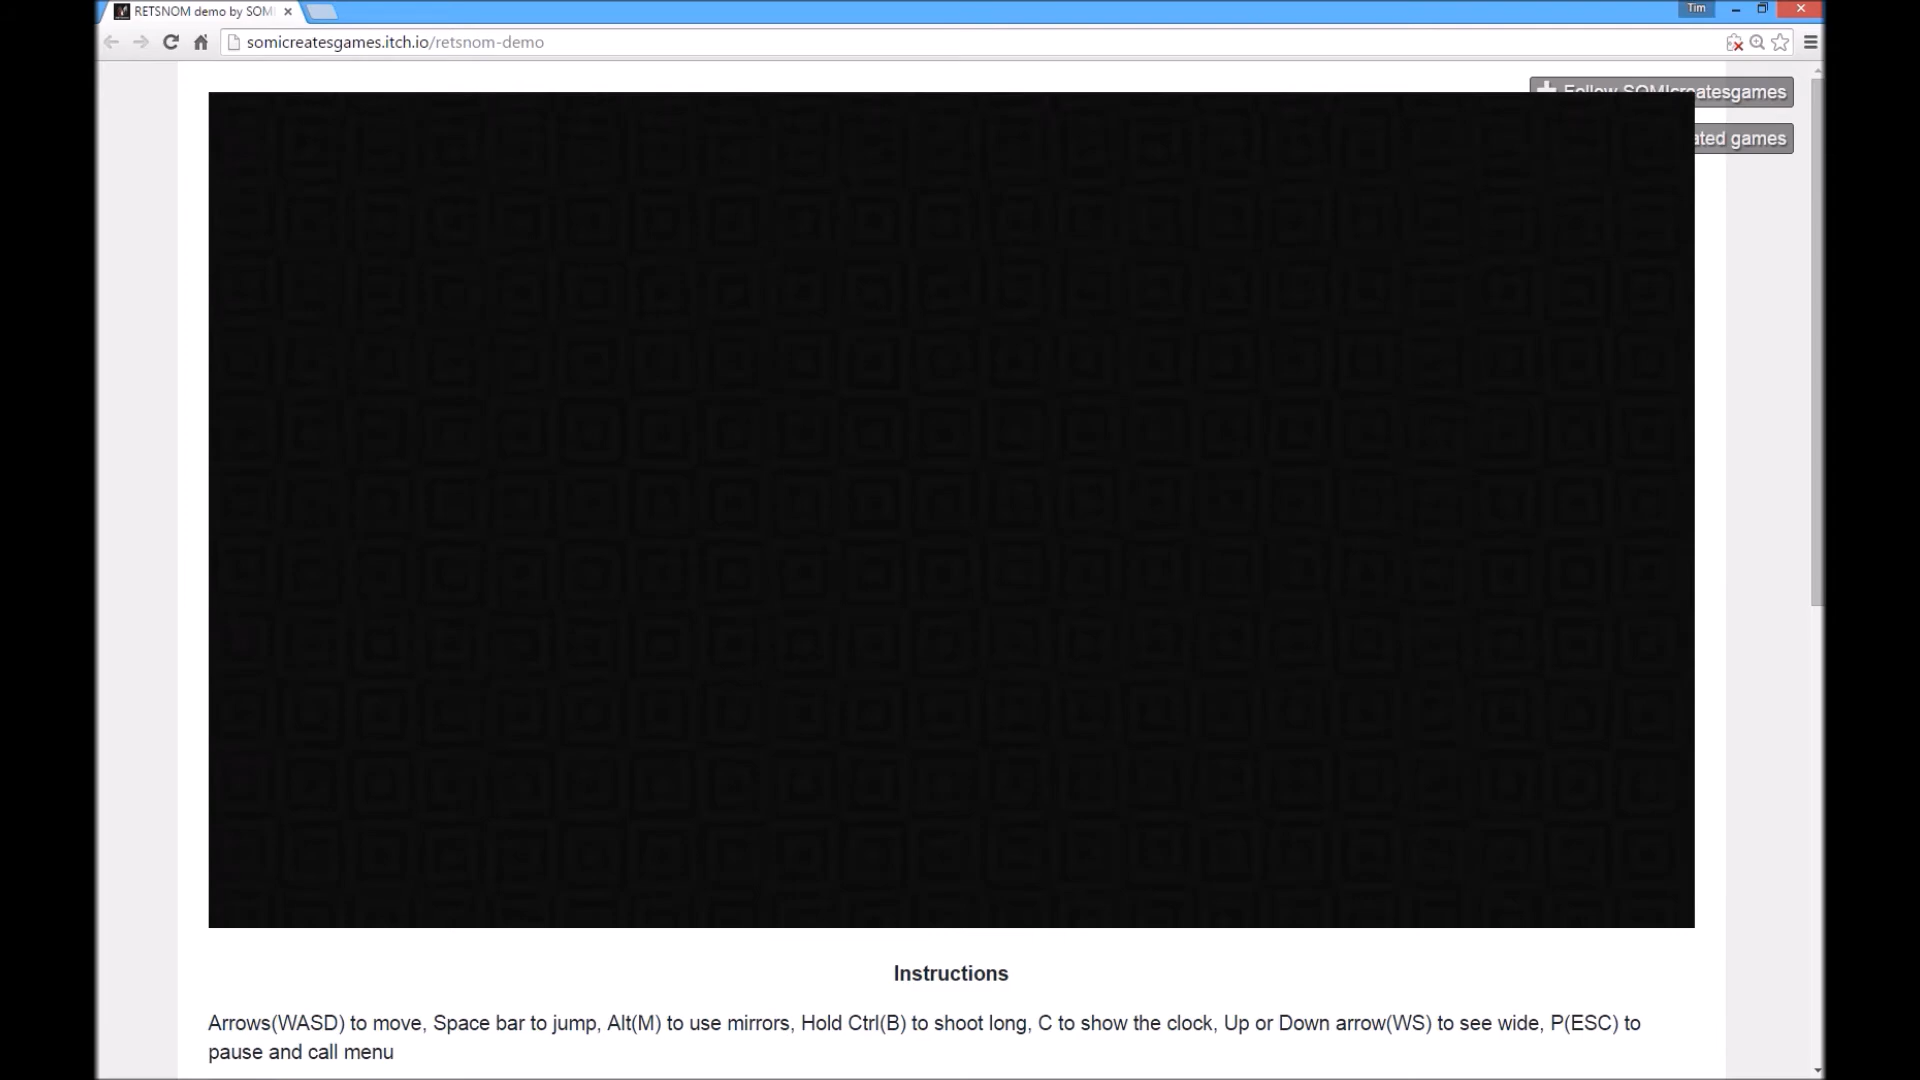 RETSNOM demo by SOMI
Tim
somicreatesgames.itch.io/retsnom-demo
Follow SOMIcreatesgames
ated games
Instructions
Arrows(WASD) to move, Space bar to jump, Alt(M) to use mirrors, Hold Ctrl(B) to shoot long, C to show the clock, Up or Down arrow(WS) to see wide, P(ESC) to
pause and call menu